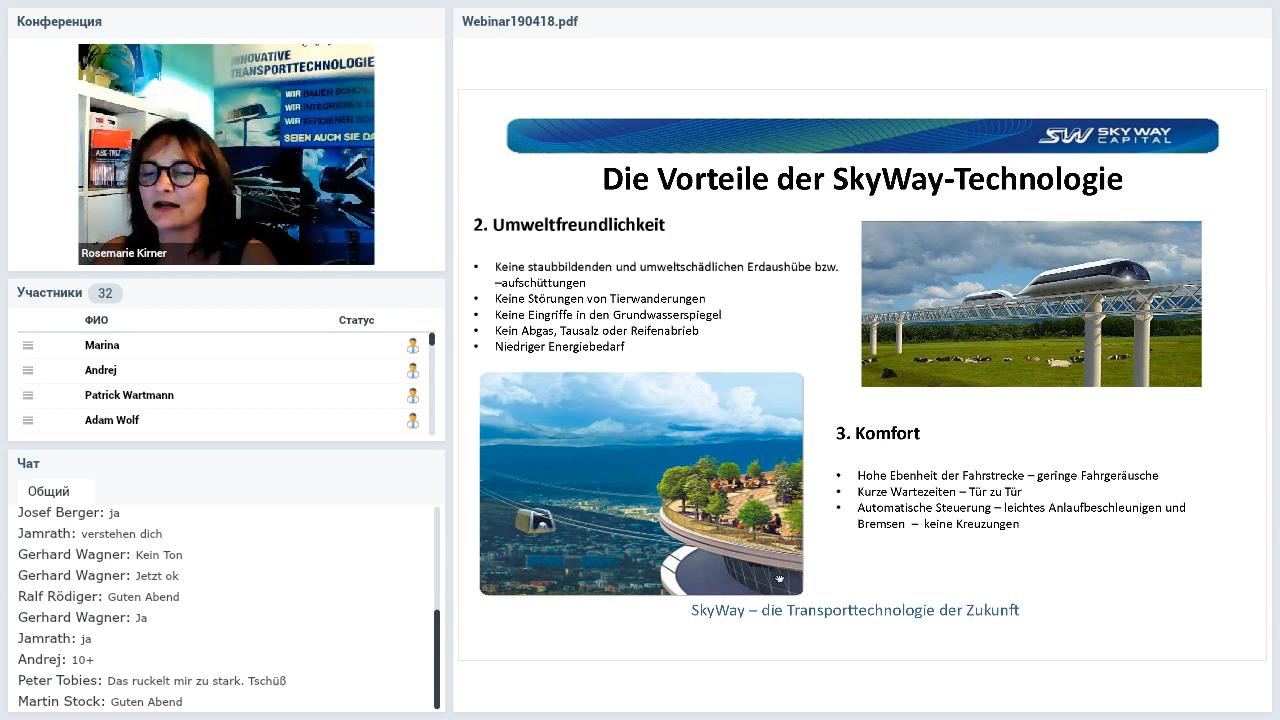 Конференция
INNOVATIVE
TRANSPORTTECHNOLOGIE
WIR BAUEN SCHON
WIR INTEGRIEREN
WIR VERDIENEN
SEIEN AUCH SIE DA
Rosemarie Kirner
Участники 32
ФИО Статус
Marina
Andrej
Patrick Wartmann
Adam Wolf
Чат
Общий
Josef Berger: ja
Jamrath: verstehen dich
Gerhard Wagner: Kein Ton
Gerhard Wagner: Jetzt ok
Ralf Rödiger: Guten Abend
Gerhard Wagner: Ja
Jamrath: ja
Andrej: 10+
Peter Tobies: Das ruckelt mir zu stark. Tschüß
Martin Stock: Guten Abend
Webinar190418.pdf
SW SKY WAY
CAPITAL
Die Vorteile der SkyWay-Technologie
2. Umweltfreundlichkeit
• Keine staubbildenden und umweltschädlichen Erdaushübe bzw.
–aufschüttungen
• Keine Störungen von Tierwanderungen
• Keine Eingriffe in den Grundwasserspiegel
• Kein Abgas, Tausalz oder Reifenabrieb
• Niedriger Energiebedarf
3. Komfort
• Hohe Ebenheit der Fahrstrecke – geringe Fahrgeräusche
• Kurze Wartezeiten – Tür zu Tür
• Automatische Steuerung – leichtes Anlaufbeschleunigen und
Bremsen – keine Kreuzungen
SkyWay – die Transporttechnologie der Zukunft